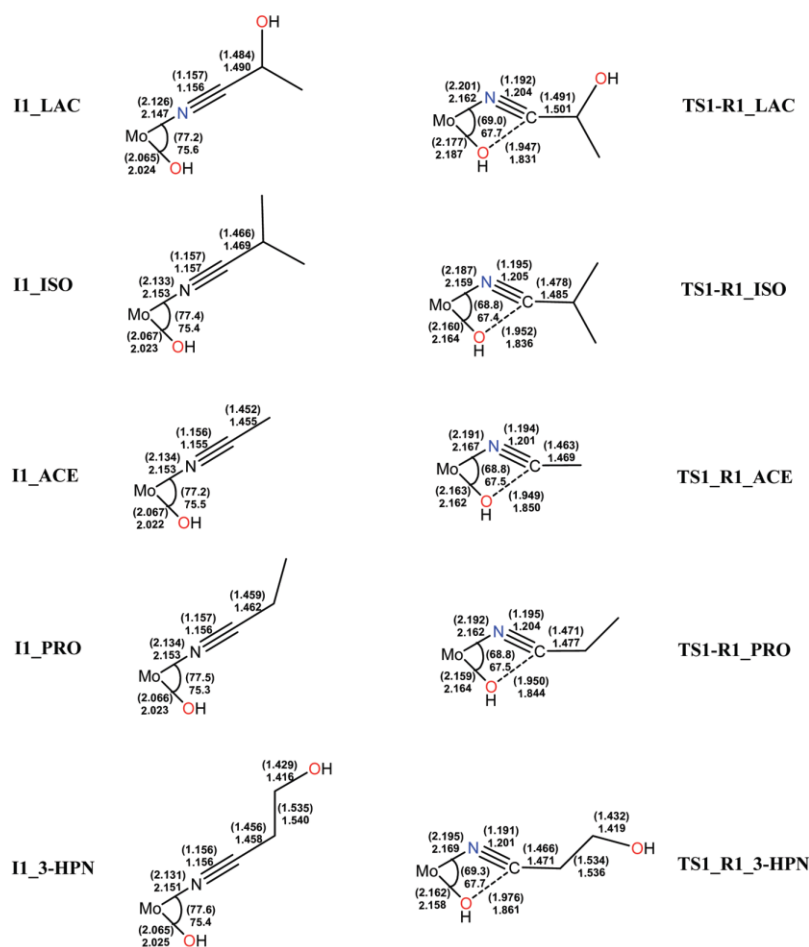 I1_LAC
OH
(1.484)
1.490
(1.157)
1.156
(2.126)
2.147
N
Mo
(77.2)
75.6
(2.065)
2.024
OH
(2.201)
2.162
(1.192)
1.204
(1.491)
1.501
OH
N
C
Mo
(69.0)
67.7
(2.177)
2.187
O
H
(1.947)
1.831
TS1-R1_LAC
I1_ISO
(1.466)
1.469
(1.157)
1.157
(2.133)
2.153
N
Mo
(77.4)
75.4
(2.067)
2.023
OH
(2.187)
2.159
(1.195)
1.205
(1.478)
1.485
N
C
Mo
(68.8)
67.4
(2.160)
2.164
O
H
(1.952)
1.836
TS1-R1_ISO
I1_ACE
(1.452)
1.455
(1.156)
1.155
(2.134)
2.153
N
Mo
(77.2)
75.5
(2.067)
2.022
OH
(2.191)
2.167
(1.194)
1.201
(1.463)
1.469
N
C
Mo
(68.8)
67.5
(2.163)
2.162
O
H
(1.949)
1.850
TS1_R1_ACE
I1_PRO
(1.459)
1.462
(1.157)
1.156
(2.134)
2.153
N
Mo
(77.5)
75.3
(2.066)
2.023
OH
(2.192)
2.162
(1.195)
1.204
(1.471)
1.477
N
C
Mo
(68.8)
67.5
(2.159)
2.164
O
H
(1.950)
1.844
TS1-R1_PRO
I1_3-HPN
(1.429)
1.416
OH
(1.535)
1.540
(1.456)
1.458
(1.156)
1.156
(2.131)
2.151
N
Mo
(77.6)
75.4
(2.065)
2.025
OH
(2.195)
2.169
(1.191)
1.201
(1.466)
1.471
(1.432)
1.419
OH
(1.534)
1.536
N
C
Mo
(69.3)
67.7
(2.162)
2.158
O
H
(1.976)
1.861
TS1_R1_3-HPN